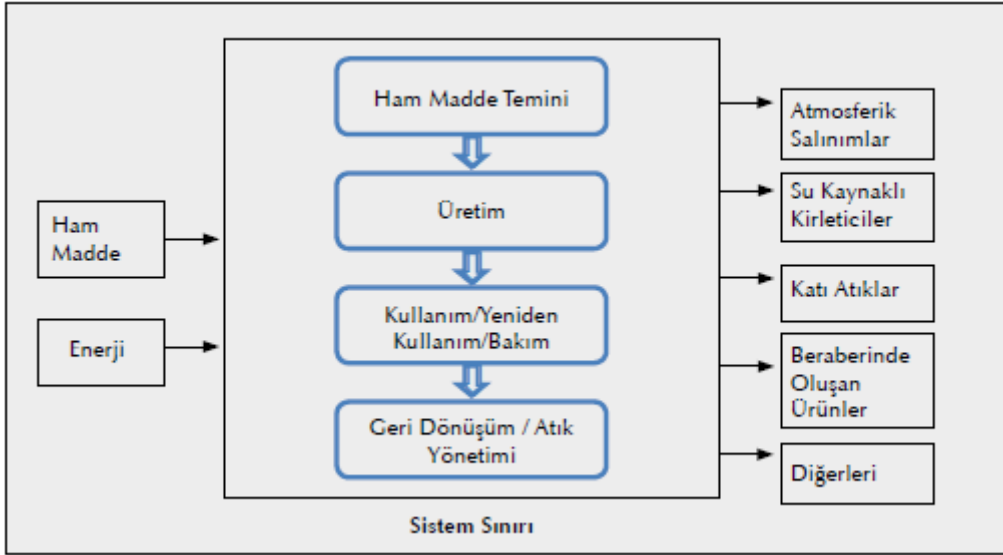 Ham Madde Temini
Üretim
Kullanım/Yeniden
Kullanım/Bakım
Geri Dönüşüm / Atık
Yönetimi
Ham
Madde
Enerji
Atmosferik
Salınımlar
Su Kaynaklı
Kirleticiler
Katı Atıklar
Beraberinde
Oluşan
Ürünler
Diğerleri
Sistem Sınırı